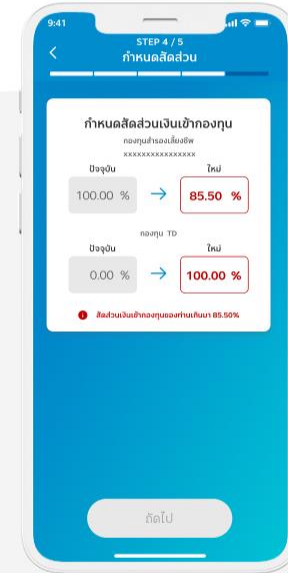 9:41
STEP 4 / 5
กำหนดสัดส่วน
กำหนดสัดส่วนเงินเข้ากองทุน
กองทุนสำรองเลี้ยงชีพ
xxxxxxxxxxxxxxxx
ปัจจุบัน ใหม่
100.00 % → 85.50 %
กองทุน TD
ปัจจุบัน ใหม่
0.00 % → 100.00 %
สัดส่วนเงินเข้ากองทุนของท่านเกินมา 85.50%
ถัดไป